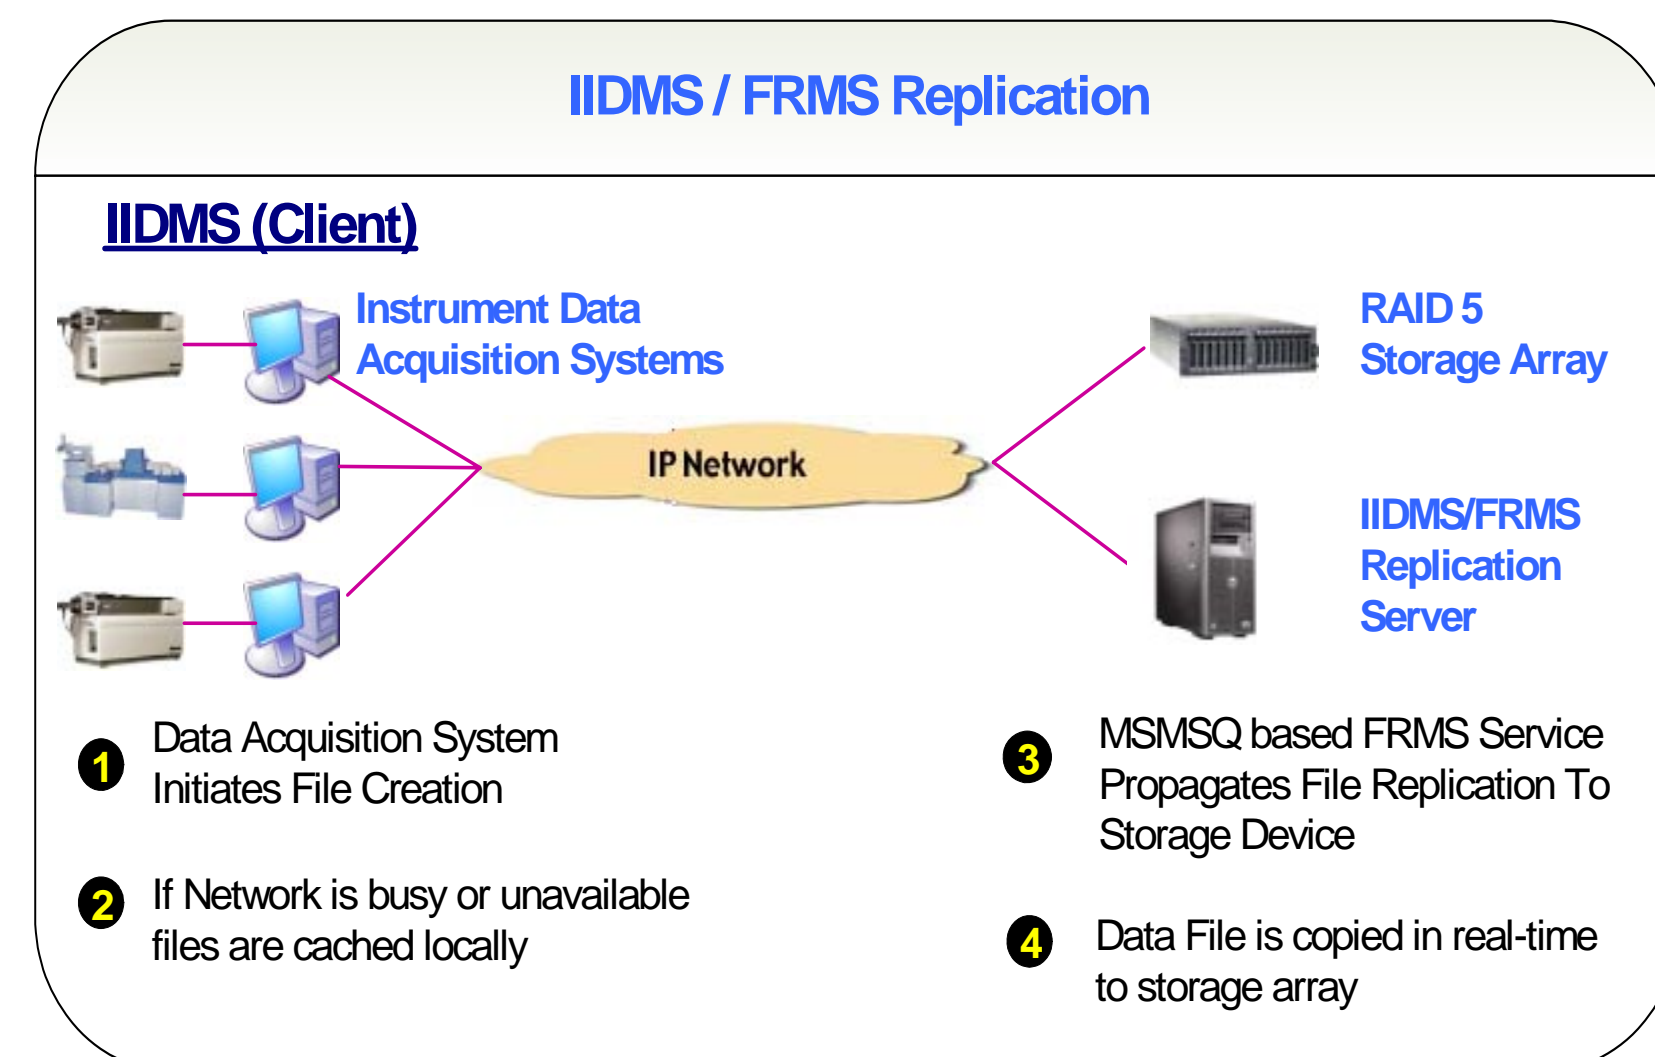 IIDMS / FRMS Replication
IIDMS (Client)
Instrument Data
Acquisition Systems
RAID 5
Storage Array
IP Network
IIDMS/FRMS
Replication
Server
1
Data Acquisition System
Initiates File Creation
2
If Network is busy or unavailable
files are cached locally
3
MSMSQ based FRMS Service
Propagates File Replication To
Storage Device
4
Data File is copied in real-time
to storage array